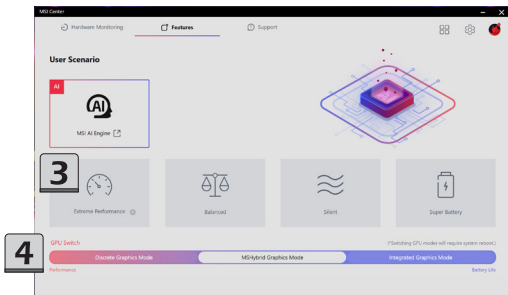 MSI Center
Hardware Monitoring
Features
Support
User Scenario
AI
AI
MSI AI Engine
3
Extreme Performance
Balanced
Silent
Super Battery
4
GPU Switch
(*Switching GPU modes will require system reboot.)
Discrete Graphics Mode
MSHybrid Graphics Mode
Integrated Graphics Mode
Performance
Battery Life